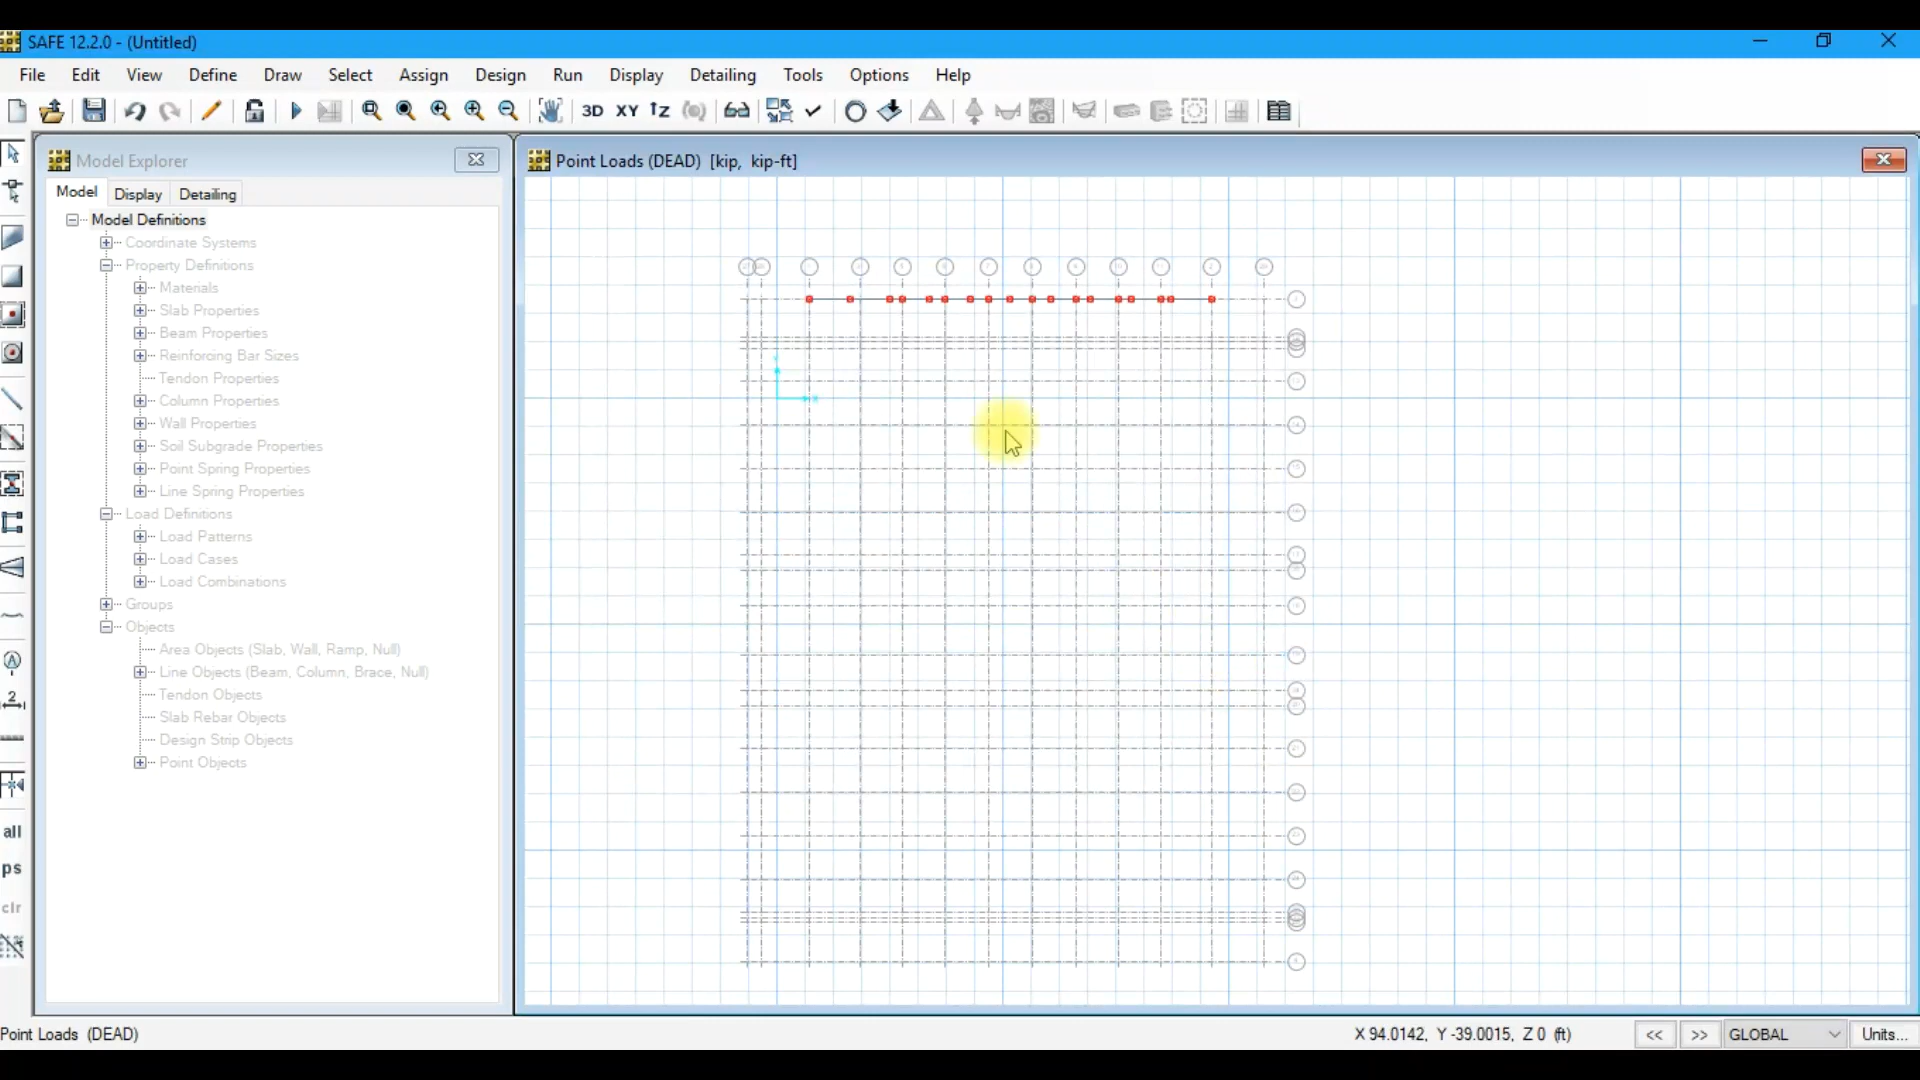 SAFE 12.2.0 - (Untitled)
File Edit View Define Draw Select Assign Design Run Display Detailing Tools Options Help
3D XY
Model Explorer
Point Loads (DEAD) [kip, kip-ft]
Model Display Detailing
Model Definitions
Coordinate Systems
Property Definitions
Materials
Slab Properties
Beam Properties
Reinforcing Bar Sizes
Tendon Properties
Column Properties
Wall Properties
Soil Subgrade Properties
Point Spring Properties
Line Spring Properties
Load Definitions
Load Patterns
Load Cases
Load Combinations
Groups
Objects
Area Objects (Slab, Wall, Ramp, Null)
Line Objects (Beam, Column, Brace, Null)
Tendon Objects
Slab Rebar Objects
Design Strip Objects
Point Objects
all
ps
clr
Point Loads (DEAD)
X 94.0142, Y -39.0015, Z 0 (ft)
<< >> GLOBAL Units...